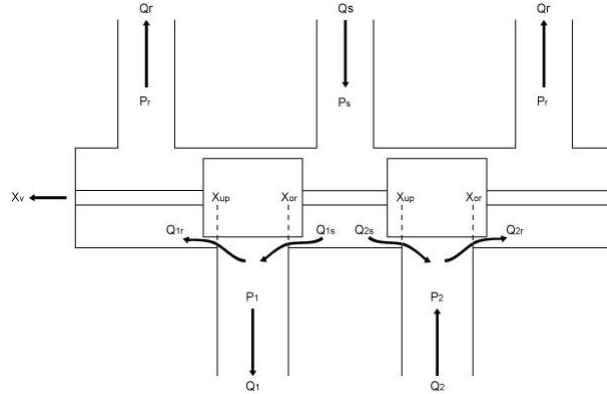 Qr Qs Qr
Pr Ps Pr
Xv Xup Xor Xup Xor
Q1r Q1s Q2s Q2r
P1 P2
Q1 Q2